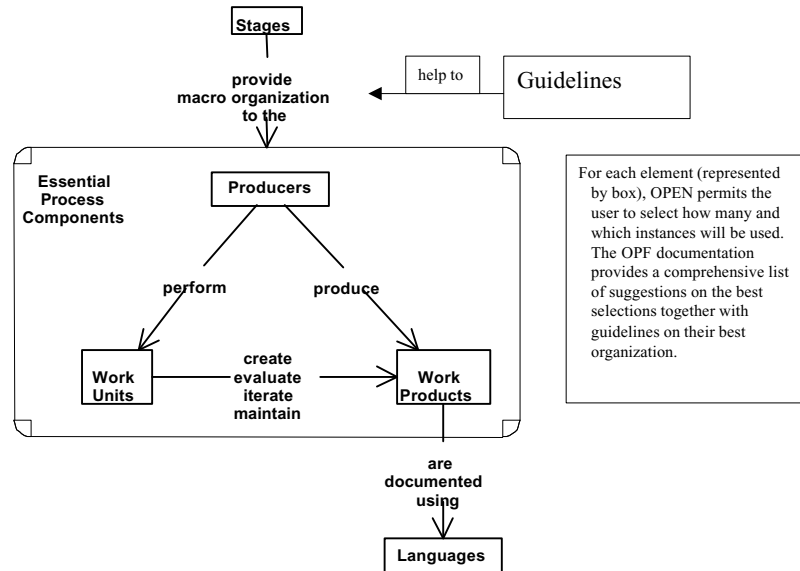 Stages
provide
macro organization
to the
help to
Guidelines
Essential
Process
Components
Producers
perform
produce
Work
Units
create
evaluate
iterate
maintain
Work
Products
are
documented
using
Languages
For each element (represented
by box), OPEN permits the
user to select how many and
which instances will be used.
The OPF documentation
provides a comprehensive list
of suggestions on the best
selections together with
guidelines on their best
organization.